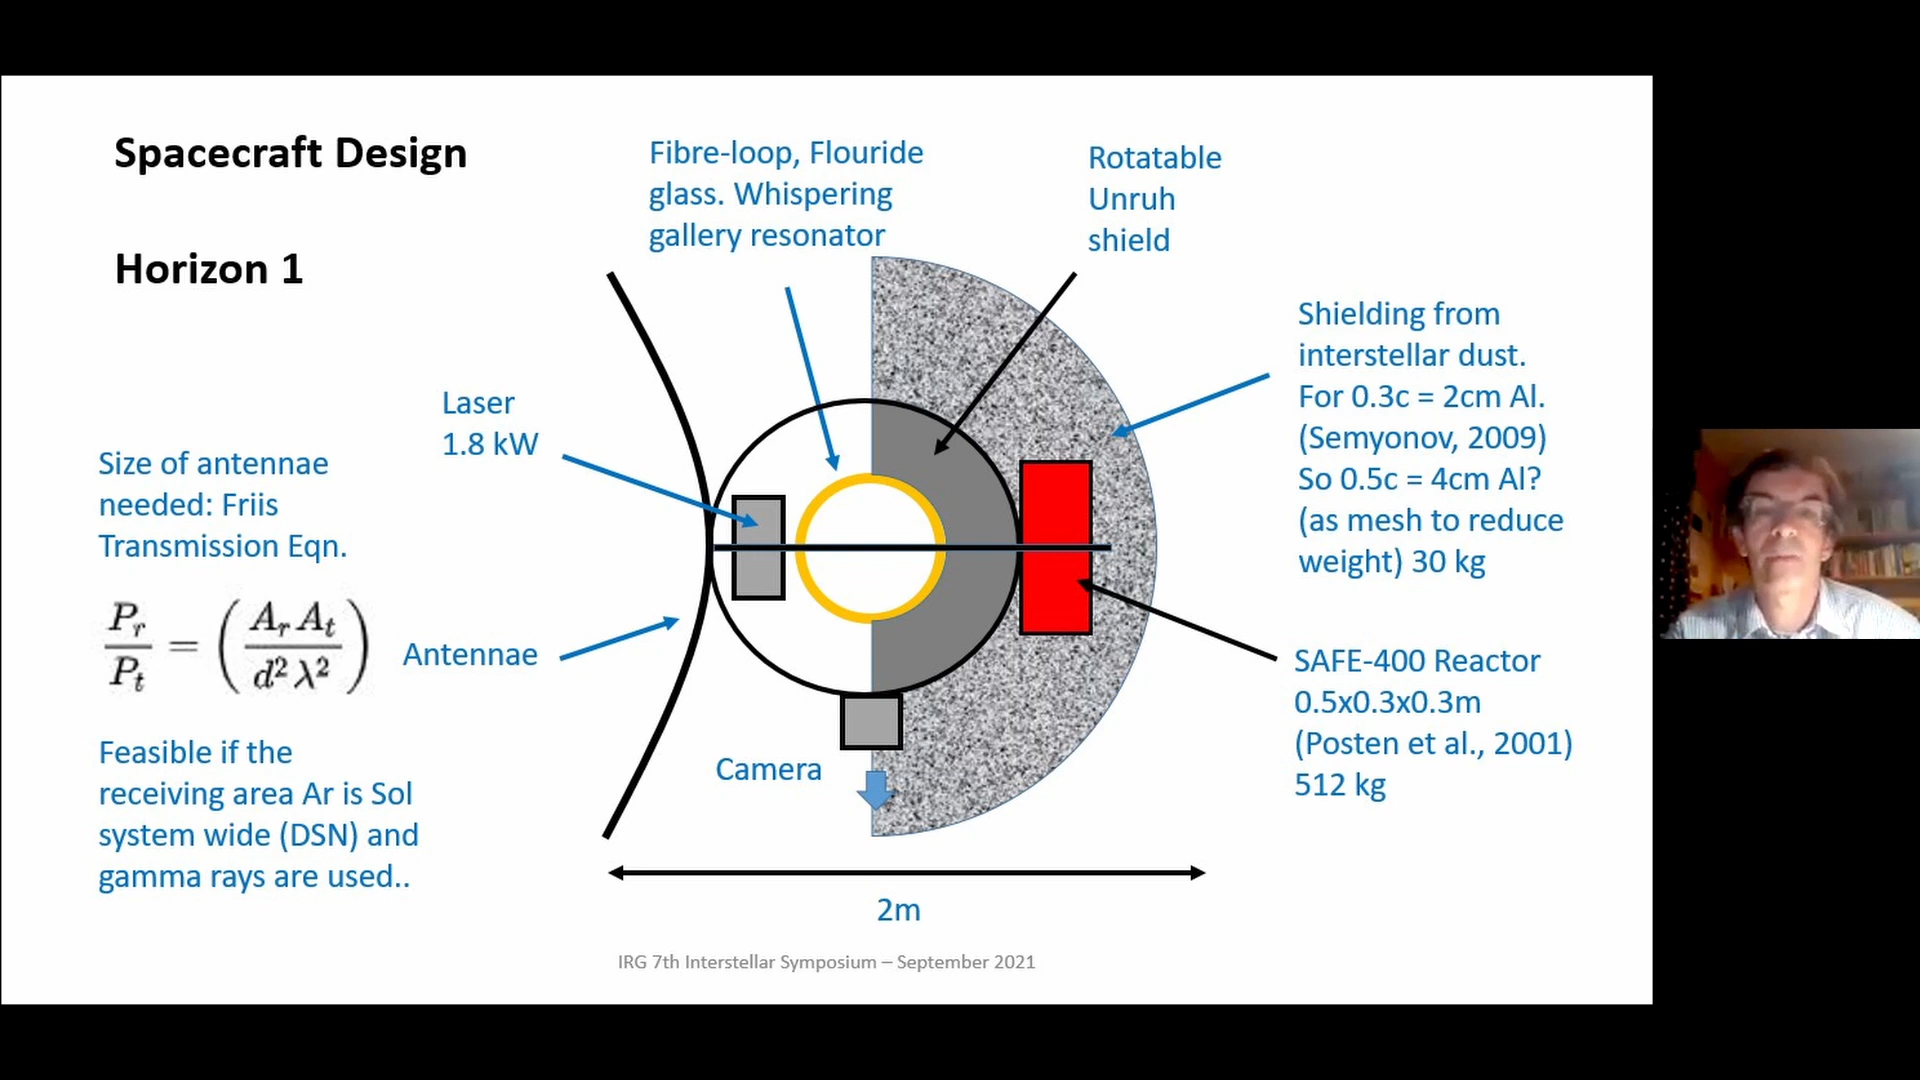 Spacecraft Design
Horizon 1
Fibre-loop, Flouride
glass. Whispering
gallery resonator
Rotatable
Unruh
shield
Shielding from
interstellar dust.
For 0.3c = 2cm Al.
(Semyonov, 2009)
So 0.5c = 4cm Al?
(as mesh to reduce
weight) 30 kg
Laser
1.8 kW
Size of antennae
needed: Friis
Transmission Eqn.
P_r/P_t = (A_r A_t / d² λ²)
Antennae
Feasible if the
receiving area Ar is Sol
system wide (DSN) and
gamma rays are used..
Camera
SAFE-400 Reactor
0.5x0.3x0.3m
(Posten et al., 2001)
512 kg
2m
IRG 7th Interstellar Symposium – September 2021